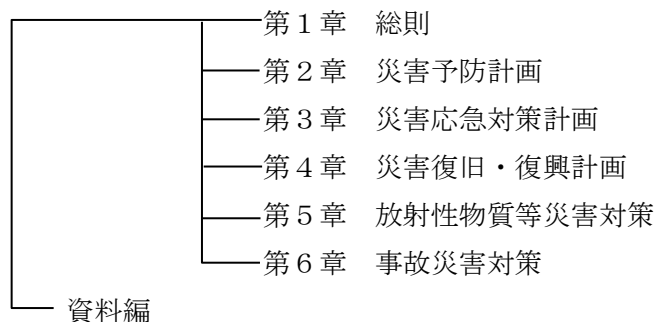 第１章　総則
第２章　災害予防計画
第３章　災害応急対策計画
第４章　災害復旧・復興計画
第５章　放射性物質等災害対策
第６章　事故災害対策
資料編